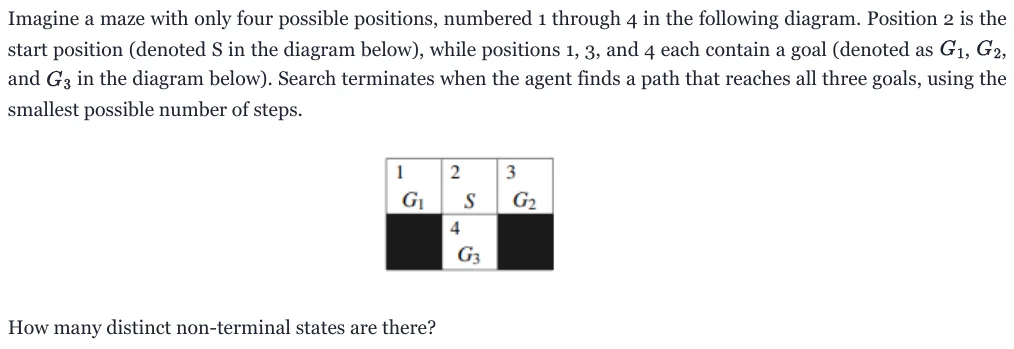 Imagine a maze with only four possible positions, numbered 1 through 4 in the following diagram. Position 2 is the
start position (denoted S in the diagram below), while positions 1, 3, and 4 each contain a goal (denoted as G₁, G₂,
and G₃ in the diagram below). Search terminates when the agent finds a path that reaches all three goals, using the
smallest possible number of steps.
1 2 3
G₁ S G₂
4
G₃
How many distinct non-terminal states are there?